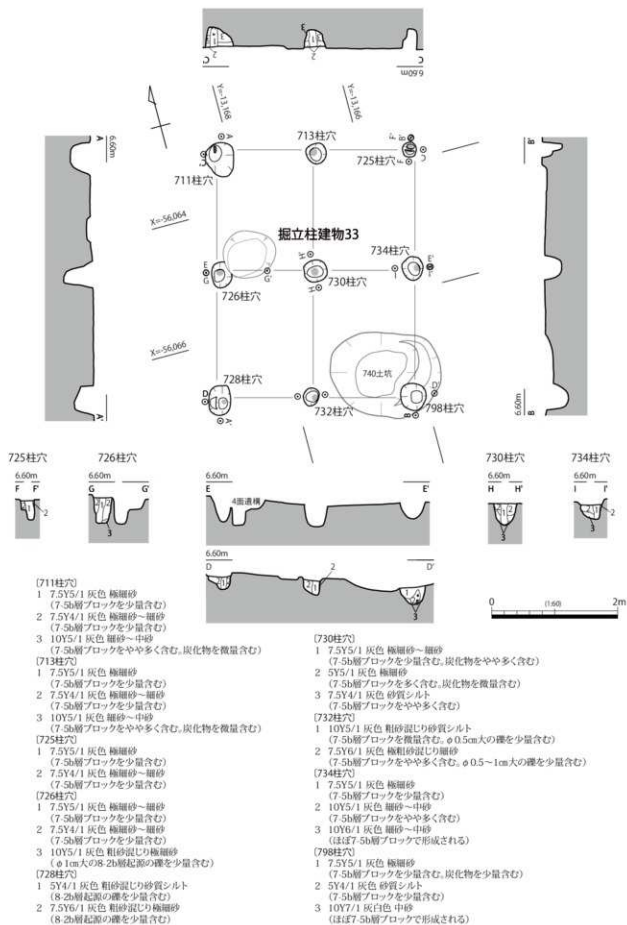 3
1
2
2
C
C'
6.60m
Y=-13,168
Y=-13,166
713柱穴
711柱穴
725柱穴
A
6.60m
B'
6.60m
X=-56,064
掘立柱建物33
734柱穴
726柱穴
730柱穴
X=-56,066
728柱穴
740土坑
732柱穴
798柱穴
A'
6.60m
B
725柱穴
726柱穴
730柱穴
734柱穴
6.60m
F F'
6.60m
G G'
6.60m
E E'
4面遺構
6.60m
H H'
6.60m
I I'
6.60m
D D'
0 (1:60) 2m
〔711柱穴〕
1 7.5Y5/1 灰色 極細砂
(7-5b層ブロックを少量含む)
2 7.5Y4/1 灰色 極細砂～細砂
(7-5b層ブロックを少量含む)
3 10Y5/1 灰色 細砂～中砂
(7-5b層ブロックをやや多く含む。炭化物を微量含む)
〔713柱穴〕
1 7.5Y5/1 灰色 極細砂
(7-5b層ブロックを少量含む)
2 7.5Y4/1 灰色 極細砂～細砂
(7-5b層ブロックを少量含む)
3 10Y5/1 灰色 細砂～中砂
(7-5b層ブロックをやや多く含む。炭化物を微量含む)
〔725柱穴〕
1 7.5Y5/1 灰色 極細砂
(7-5b層ブロックを少量含む)
2 7.5Y4/1 灰色 極細砂～細砂
(7-5b層ブロックを少量含む)
〔726柱穴〕
1 7.5Y5/1 灰色 極細砂～細砂
(7-5b層ブロックを少量含む)
2 7.5Y4/1 灰色 極細砂～細砂
(7-5b層ブロックを少量含む)
3 10Y5/1 灰色 粗砂混じり極細砂
(φ1㎝大の8-2b層起源の礫を少量含む)
〔728柱穴〕
1 5Y4/1 灰色 粗砂混じり砂質シルト
(8-2b層起源の礫を少量含む)
2 7.5Y6/1 灰色 粗砂混じり極細砂
(8-2b層起源の礫を少量含む)
〔730柱穴〕
1 7.5Y5/1 灰色 極細砂～細砂
(7-5b層ブロックを少量含む。炭化物をやや多く含む)
2 5Y5/1 灰色 極細砂
(7-5b層ブロックを多く含む。炭化物を微量含む)
3 7.5Y4/1 灰色 砂質シルト
(7-5b層ブロックをやや多く含む)
〔732柱穴〕
1 10Y5/1 灰色 粗砂混じり砂質シルト
(7-5b層ブロックを微量含む。φ0.5㎝大の礫を少量含む)
2 7.5Y6/1 灰色 極粗砂混じり細砂
(7-5b層ブロックをやや多く含む。φ0.5～1㎝大の礫を少量含む)
〔734柱穴〕
1 7.5Y5/1 灰色 極細砂
(7-5b層ブロックを少量含む)
2 10Y5/1 灰色 細砂～中砂
(7-5b層ブロックをやや多く含む)
3 10Y6/1 灰色 細砂～中砂
(ほぼ7-5b層ブロックで形成される)
〔798柱穴〕
1 7.5Y5/1 灰色 極細砂
(7-5b層ブロックを少量含む。炭化物を少量含む)
2 5Y4/1 灰色 砂質シルト
(7-5b層ブロックを少量含む)
3 10Y7/1 灰白色 中砂
(ほぼ7-5b層ブロックで形成される)